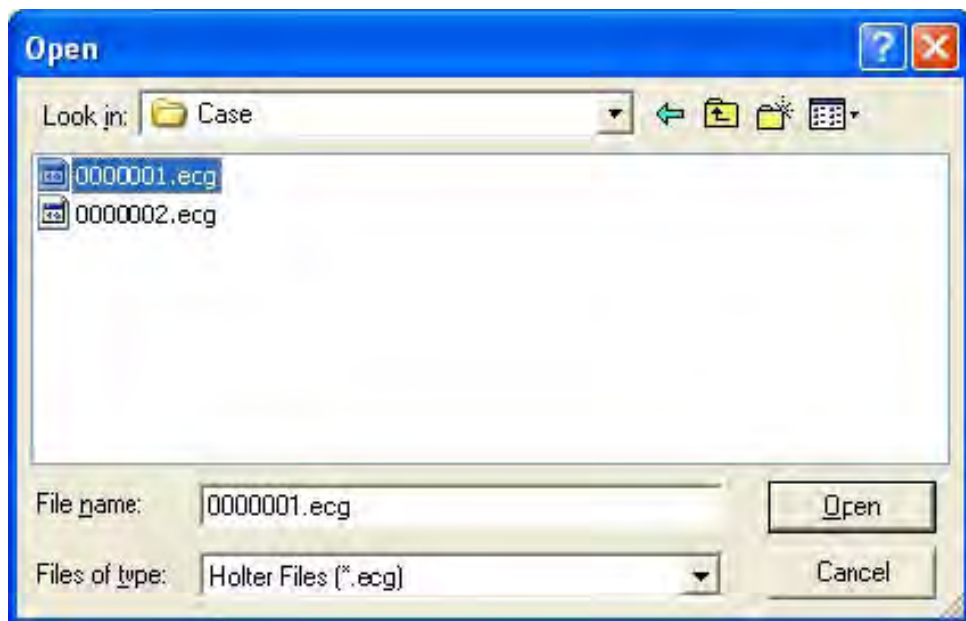 Open
Look in: Case
0000001.ecg
0000002.ecg
File name: 0000001.ecg Open
Files of type: Holter Files (*.ecg) Cancel